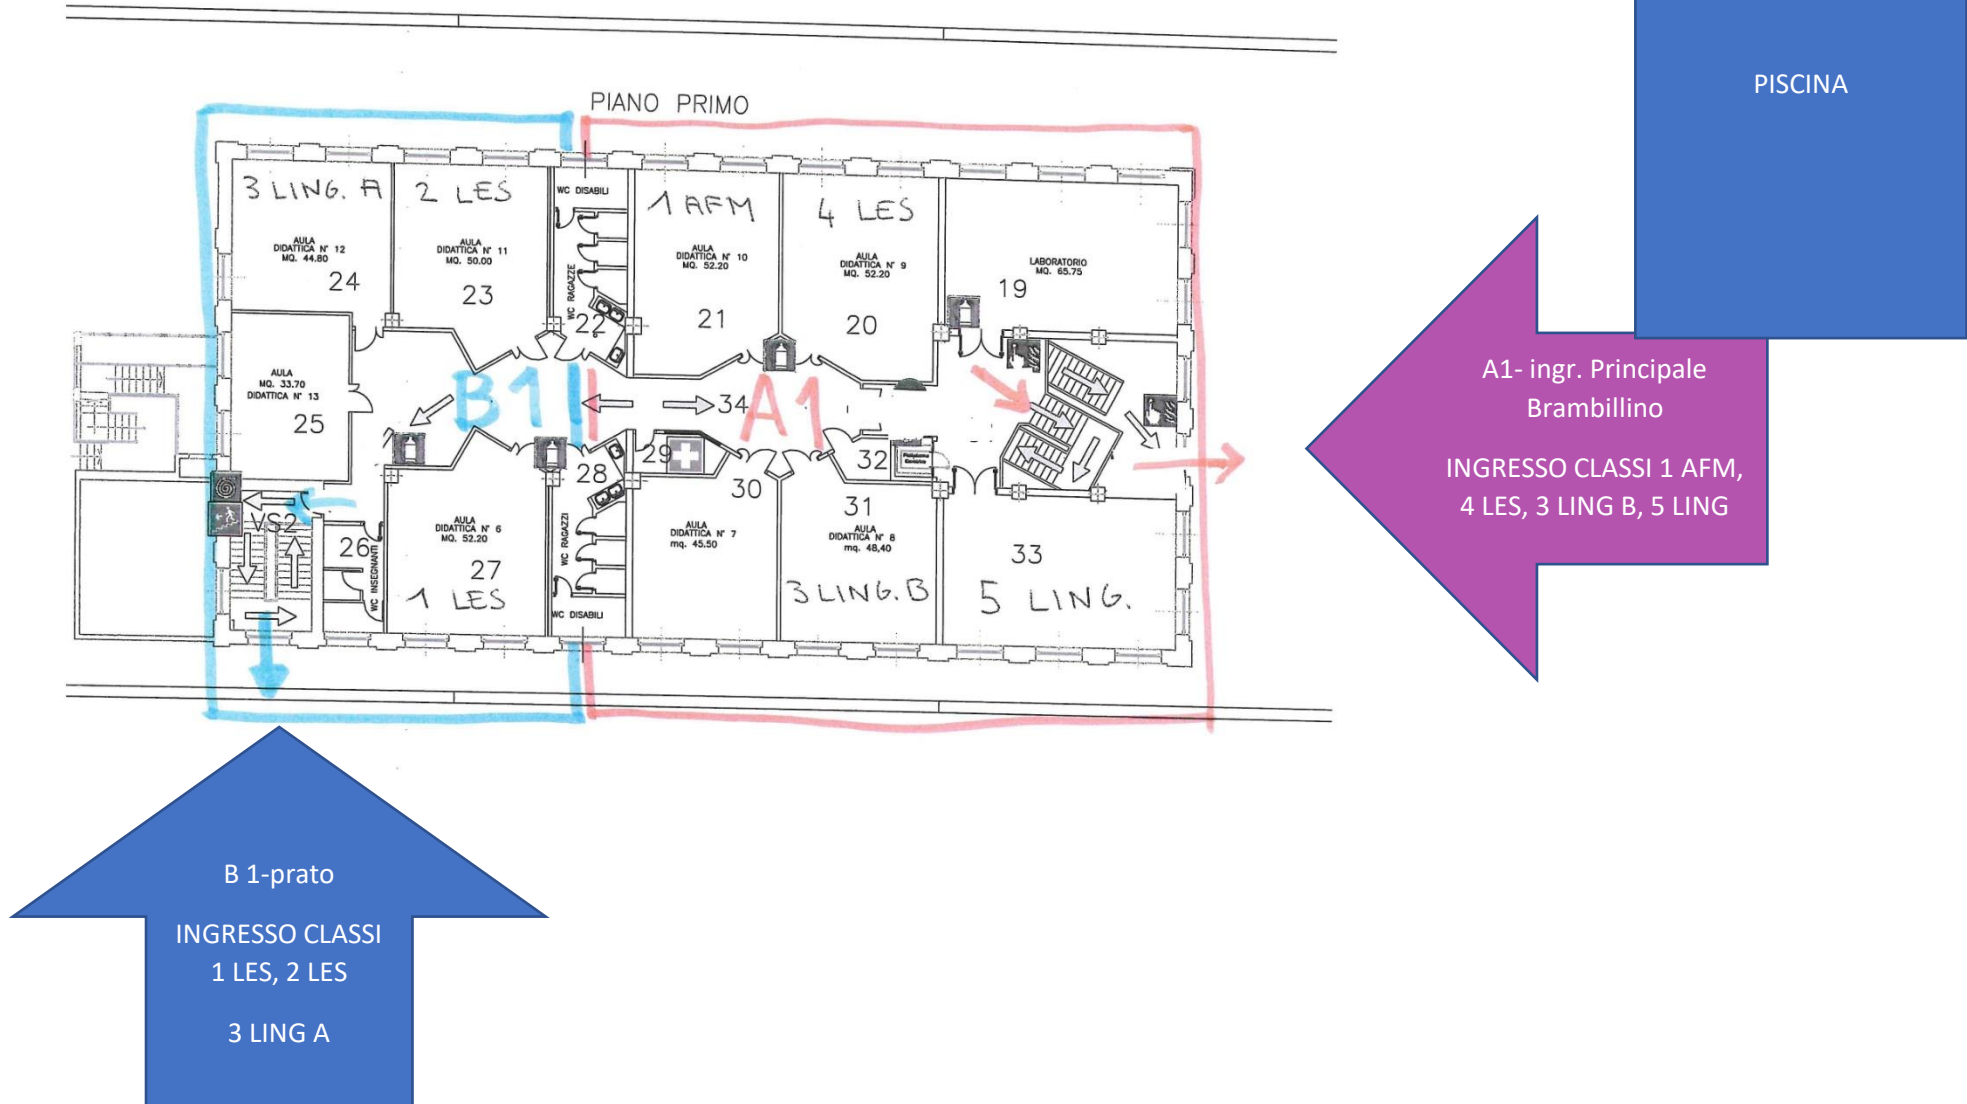 PISCINA
PIANO PRIMO
3 LING. A
2 LES
WC DISABILI
1 AFM
4 LES
AULA
DIDATTICA N° 12
MQ. 44.80
24
AULA
DIDATTICA N° 11
MQ. 50.00
23
WC RAGAZZE
22
AULA
DIDATTICA N° 10
MQ. 52.20
21
AULA
DIDATTICA N° 9
MQ. 52.20
20
LABORATORIO
MQ. 65.75
19
AULA
MQ. 33.70
DIDATTICA N° 13
25
B1
34
A1
VS2
26
WC INSEGNANTI
AULA
DIDATTICA N° 6
MQ. 52.20
27
1 LES
28
WC RAGAZZI
WC DISABILI
29
30
AULA
DIDATTICA N° 7
mq. 45.50
32
31
AULA
DIDATTICA N° 8
mq. 48,40
3 LING. B
33
5 LING.
A1- ingr. Principale
Brambillino
INGRESSO CLASSI 1 AFM,
4 LES, 3 LING B, 5 LING
B 1-prato
INGRESSO CLASSI
1 LES, 2 LES
3 LING A